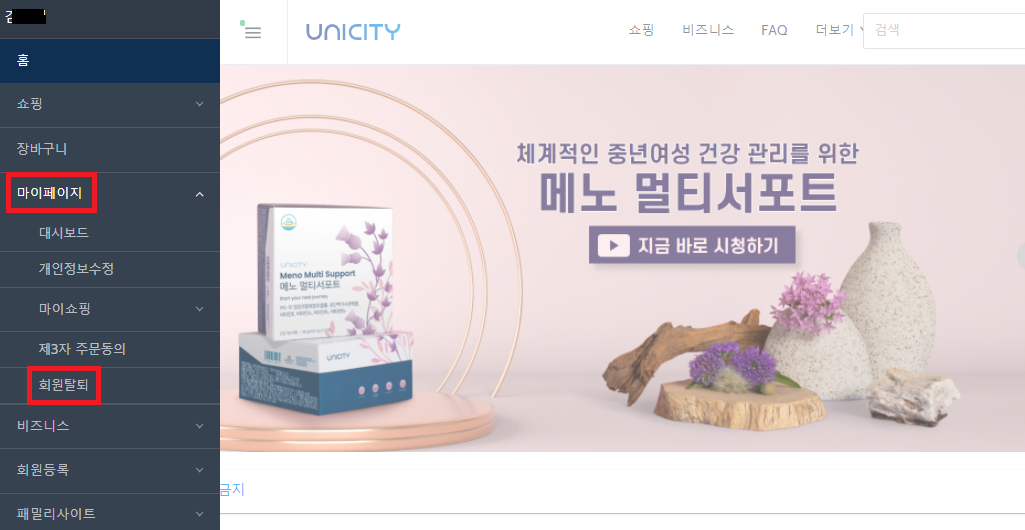 김
홈
쇼핑
장바구니
마이페이지
대시보드
개인정보수정
마이쇼핑
제3자 주문동의
회원탈퇴
비즈니스
회원등록
패밀리사이트
UNICITY
쇼핑 비즈니스 FAQ 더보기 검색
체계적인 중년여성 건강 관리를 위한
메노 멀티서포트
지금 바로 시청하기
UNICITY
Meno Multi Support
메노 멀티서포트
Start your next journey
UNICITY
금지